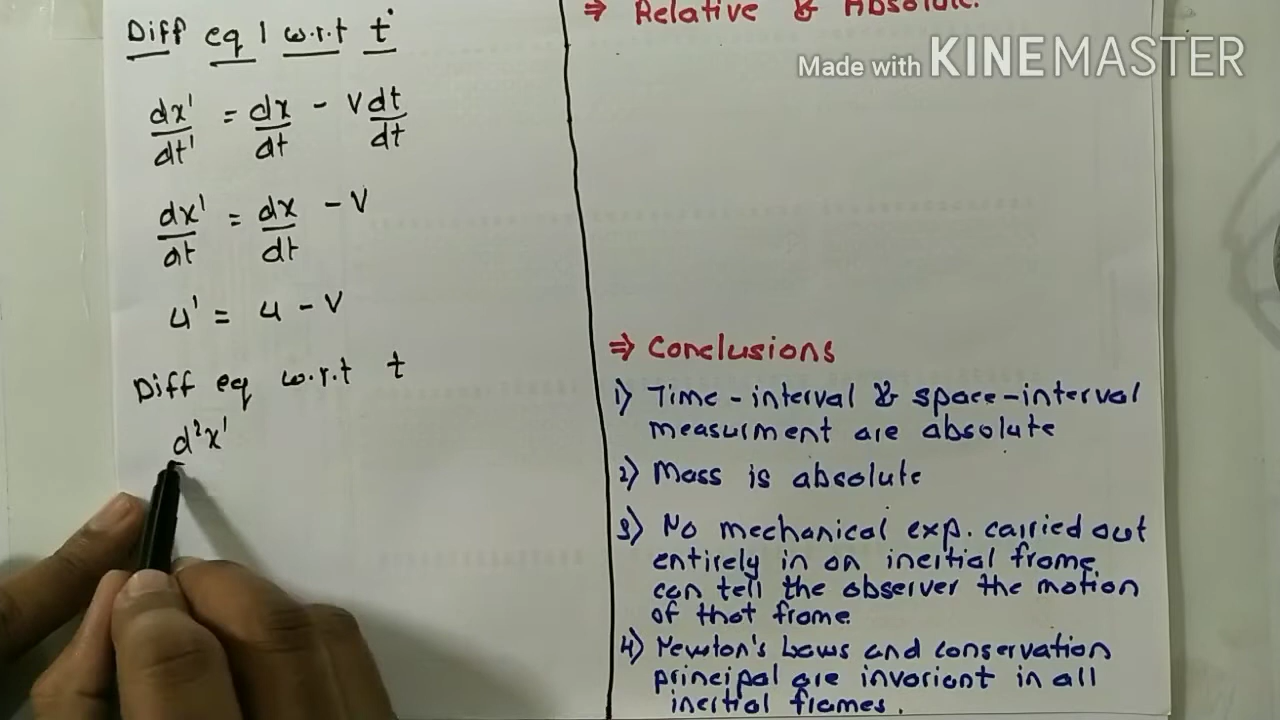 Diff eq 1 w.r.t t
dx'/dt' = dx/dt - v dt/dt
dx'/dt = dx/dt - v
u' = u - v
Diff eq w.r.t t
d²x'
⇒ Relative & Absolute.
Made with KINEMASTER
⇒ Conclusions
1) Time-interval & space-interval
measurment are absolute
2) Mass is absolute
3) No mechanical exp. carried out
entirely in an inertial frame
can tell the observer the motion
of that frame
4) Newton's Laws and conservation
principal are invariant in all
inertial frames.